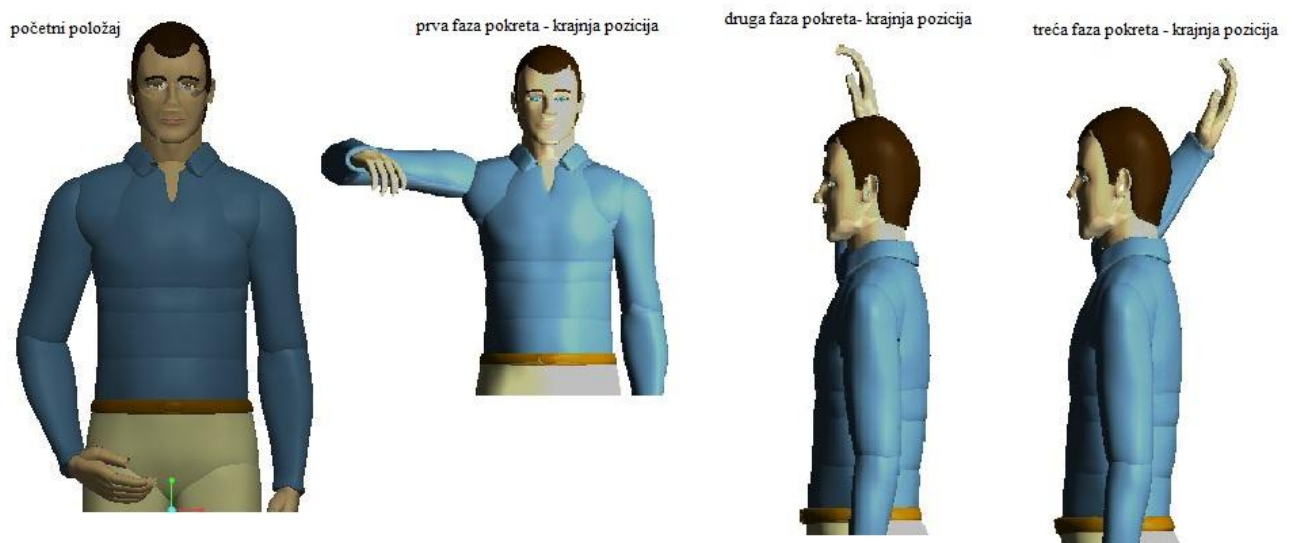 početni položaj
prva faza pokreta - krajnja pozicija
druga faza pokreta- krajnja pozicija
treća faza pokreta - krajnja pozicija